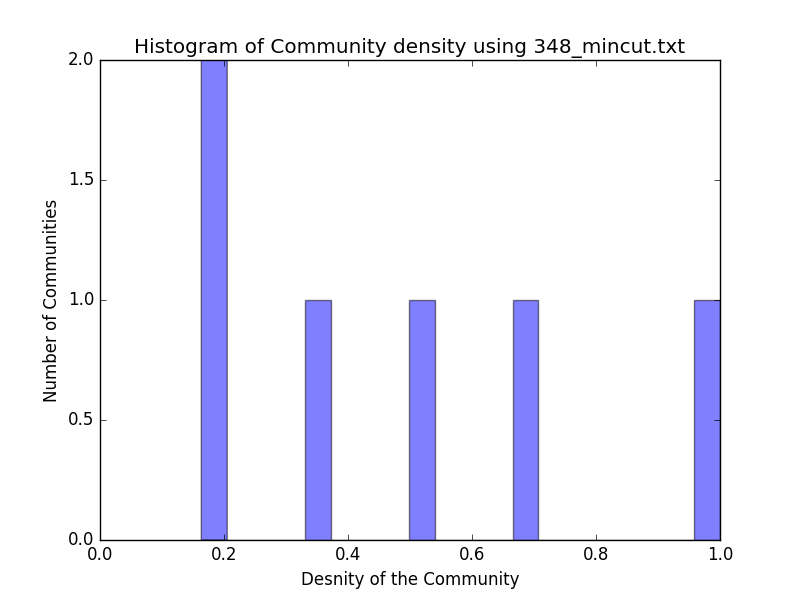 Histogram of Community density using 348_mincut.txt
2.0
1.5
1.0
0.5
0.0
Number of Communities
0.0 0.2 0.4 0.6 0.8 1.0
Desnity of the Community